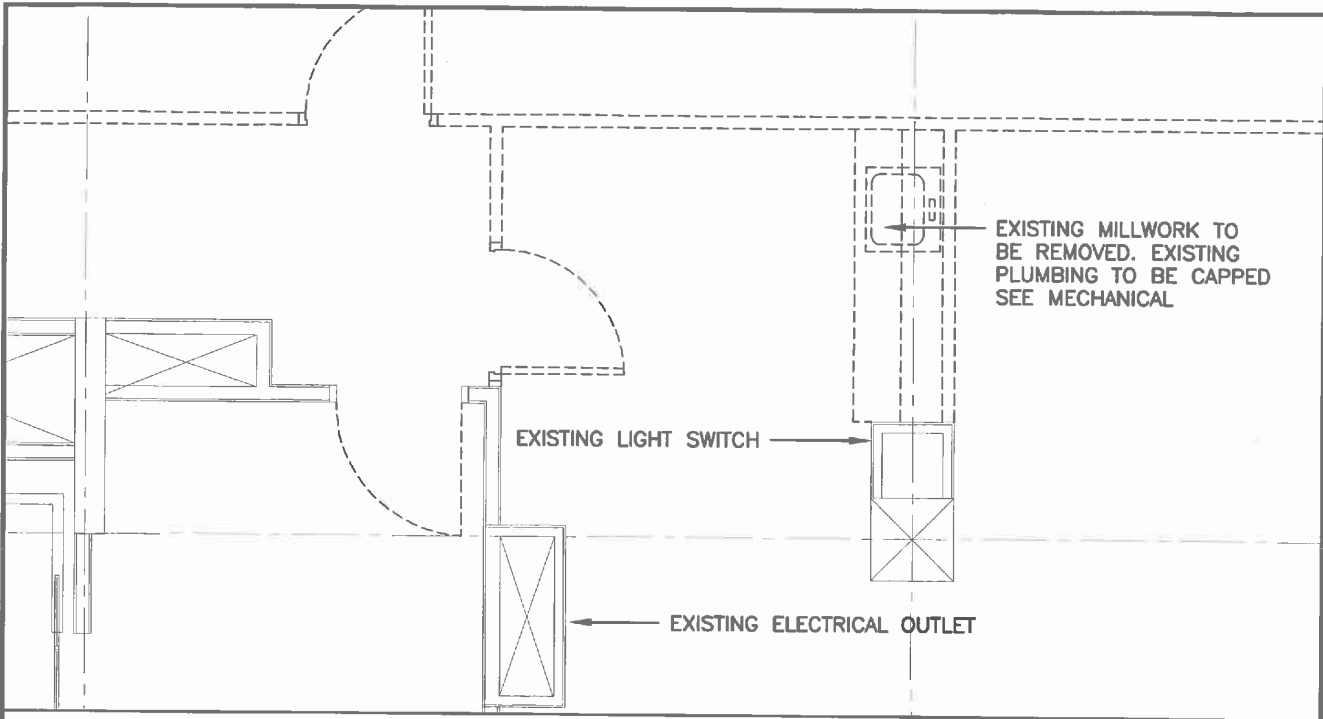 EXISTING MILLWORK TO
BE REMOVED. EXISTING
PLUMBING TO BE CAPPED
SEE MECHANICAL
EXISTING LIGHT SWITCH
EXISTING ELECTRICAL OUTLET